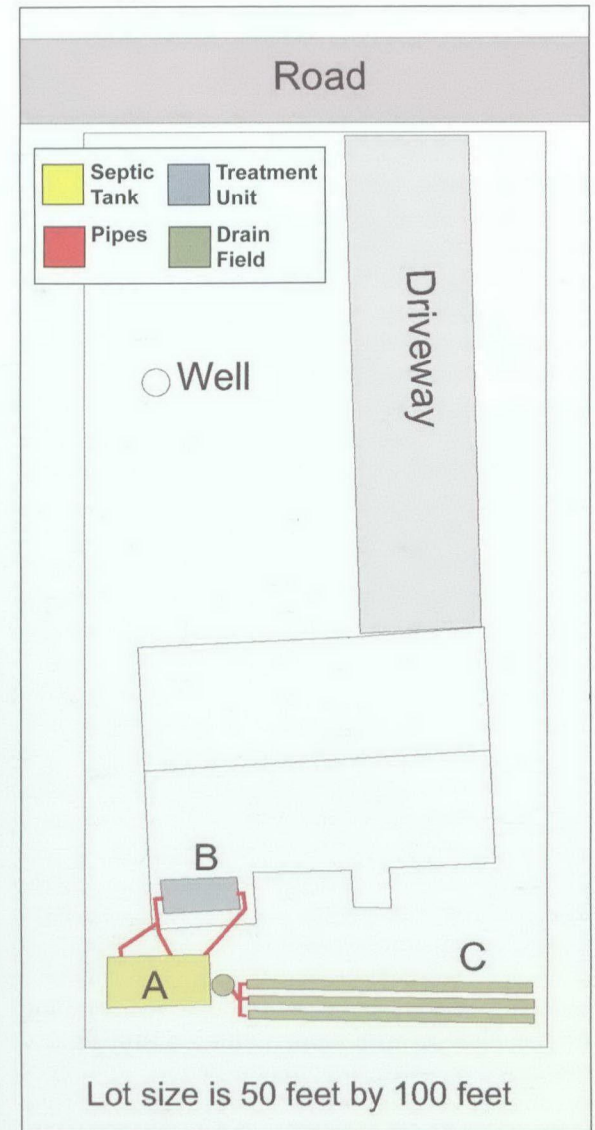 Road
Septic Tank
Treatment Unit
Pipes
Drain Field
Driveway
Well
B
C
A
Lot size is 50 feet by 100 feet